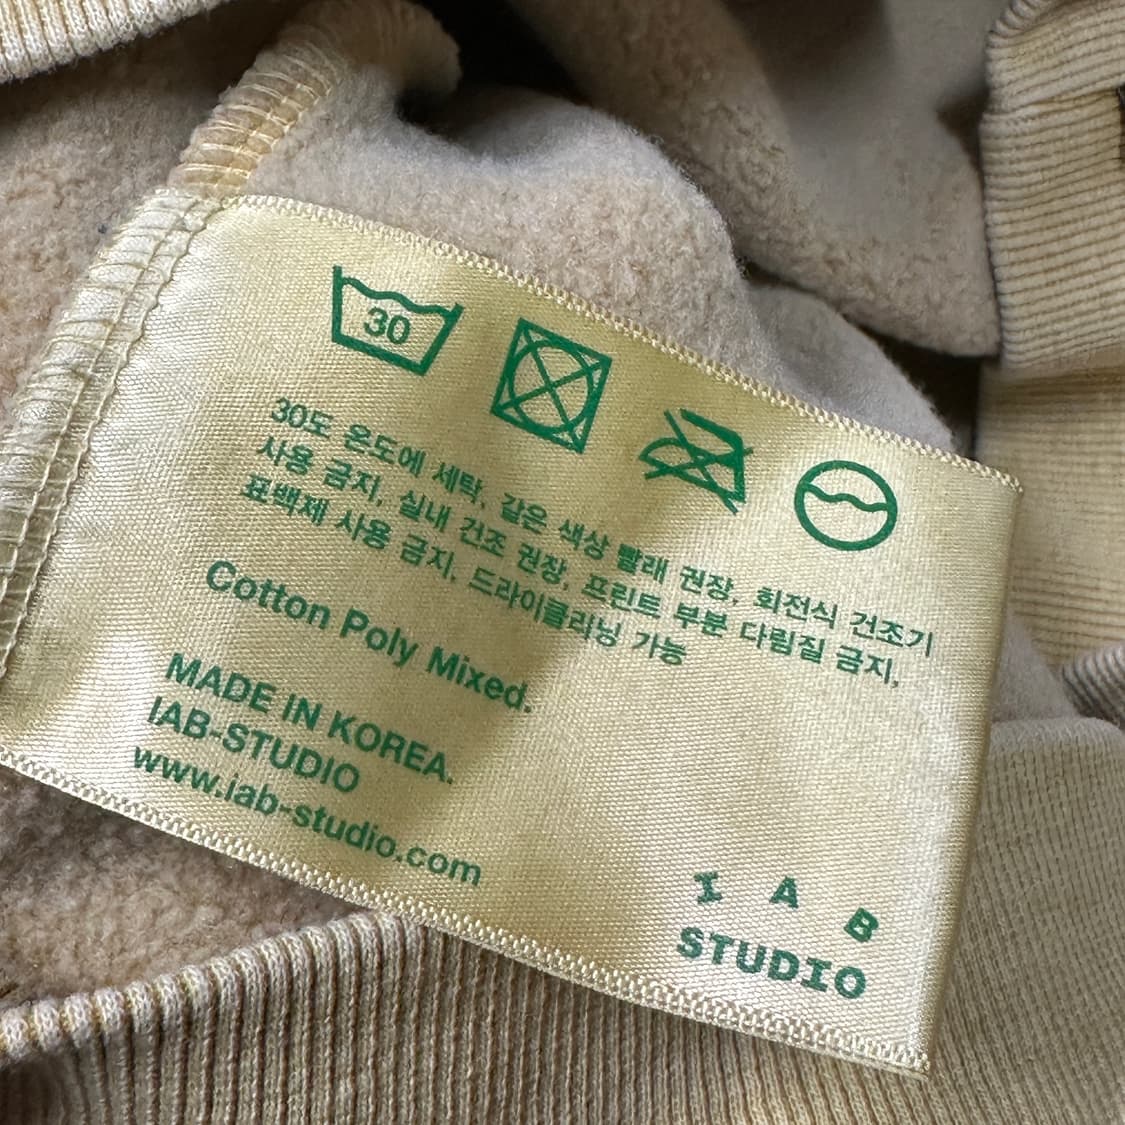 30
30도 온도에 세탁, 같은 색상 빨래 권장, 회전식 건조기
사용 금지, 실내 건조 권장, 프린트 부분 다림질 금지,
표백제 사용 금지, 드라이클리닝 가능
Cotton Poly Mixed.
MADE IN KOREA.
IAB-STUDIO
www.iab-studio.com
I A B
STUDIO